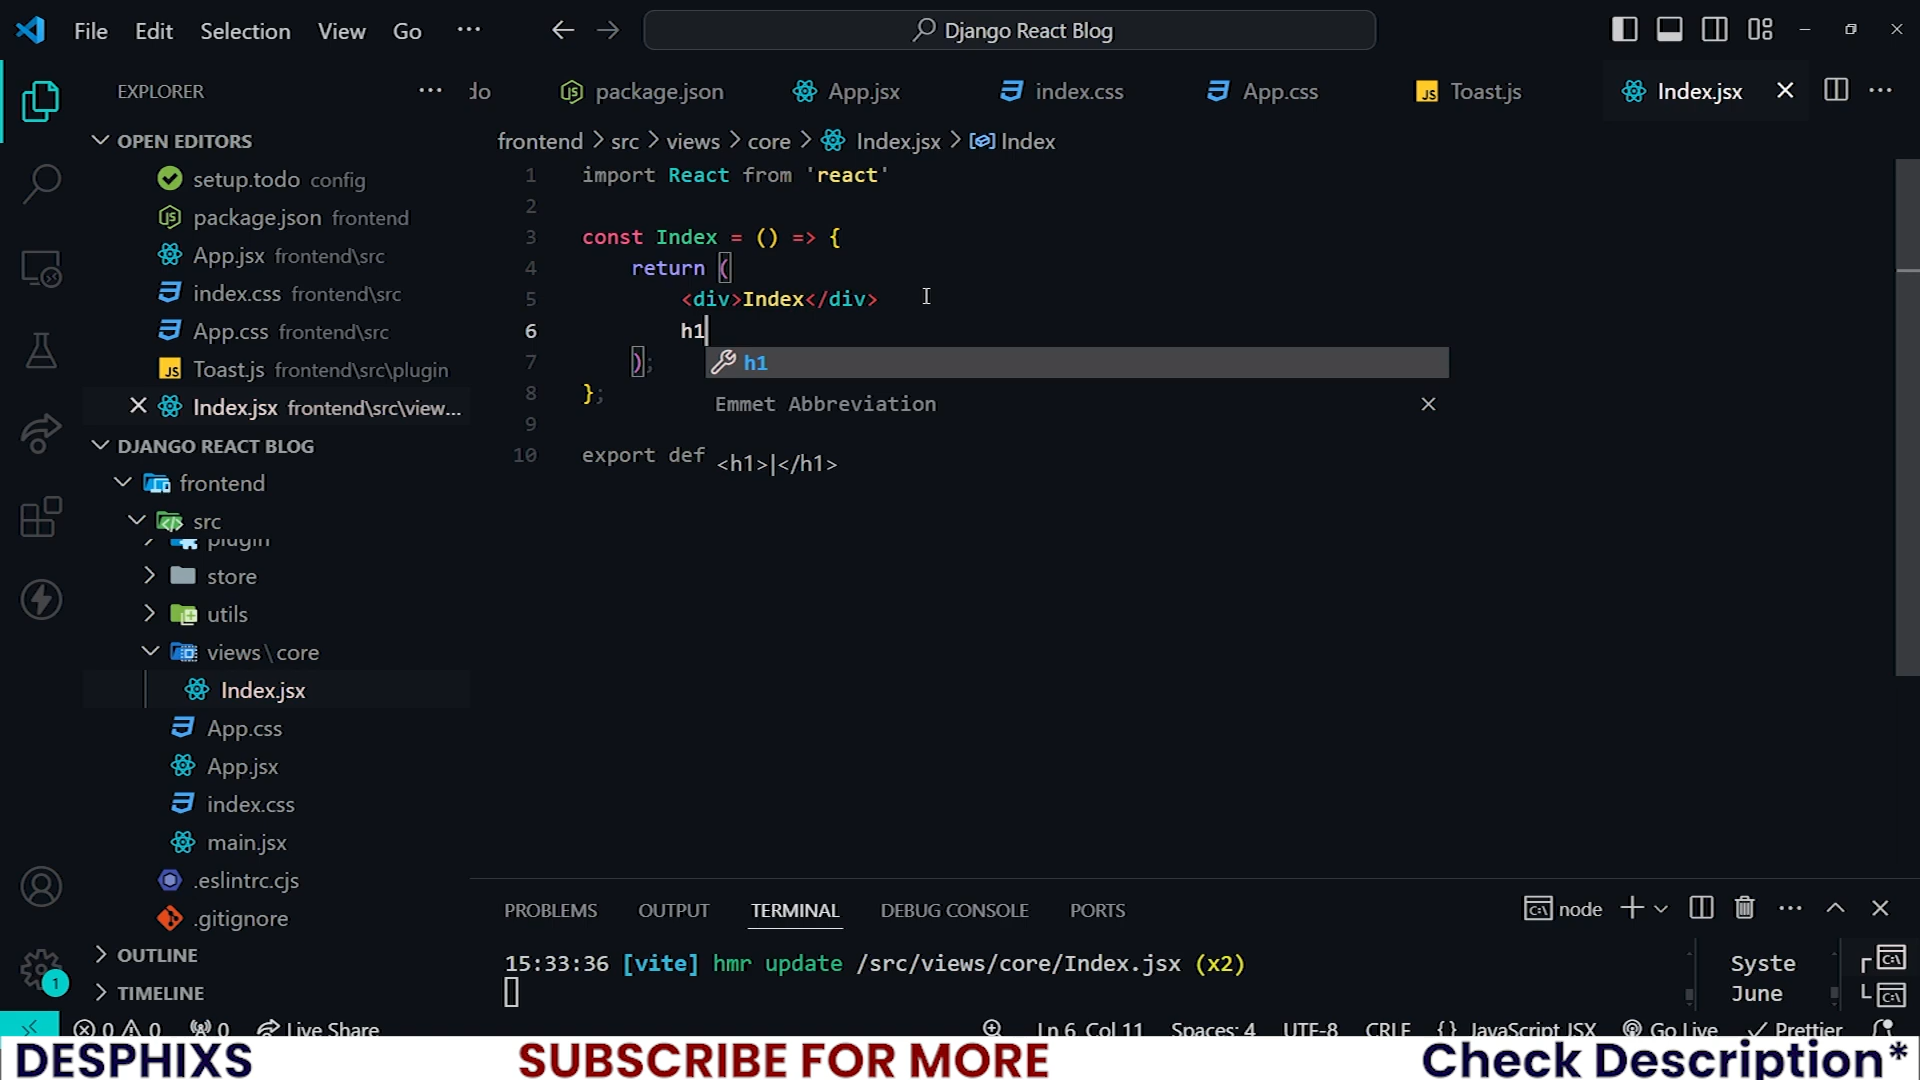 File Edit Selection View Go ··· Django React Blog
EXPLORER ···
do package.json App.jsx index.css App.css Toast.js Index.jsx ···
OPEN EDITORS
setup.todo config
package.json frontend
App.jsx frontend\src
index.css frontend\src
App.css frontend\src
Toast.js frontend\src\plugin
Index.jsx frontend\src\view...
DJANGO REACT BLOG
frontend
src
plugin
store
utils
views\core
Index.jsx
App.css
App.jsx
index.css
main.jsx
.eslintrc.cjs
.gitignore
OUTLINE
TIMELINE
1
frontend > src > views > core > Index.jsx > Index
1 import React from 'react'
2
3 const Index = () => {
4 return (
5 <div>Index</div>
6 h1
7 );
8 };
9
10 export def
h1
Emmet Abbreviation
<h1>|</h1>
PROBLEMS OUTPUT TERMINAL DEBUG CONSOLE PORTS
node
15:33:36 [vite] hmr update /src/views/core/Index.jsx (x2)
Syste
June
0 0 0 Live Share Ln 6, Col 11 Spaces: 4 UTF-8 CRLF {} JavaScript JSX Go Live Prettier
DESPHIXS SUBSCRIBE FOR MORE Check Description*